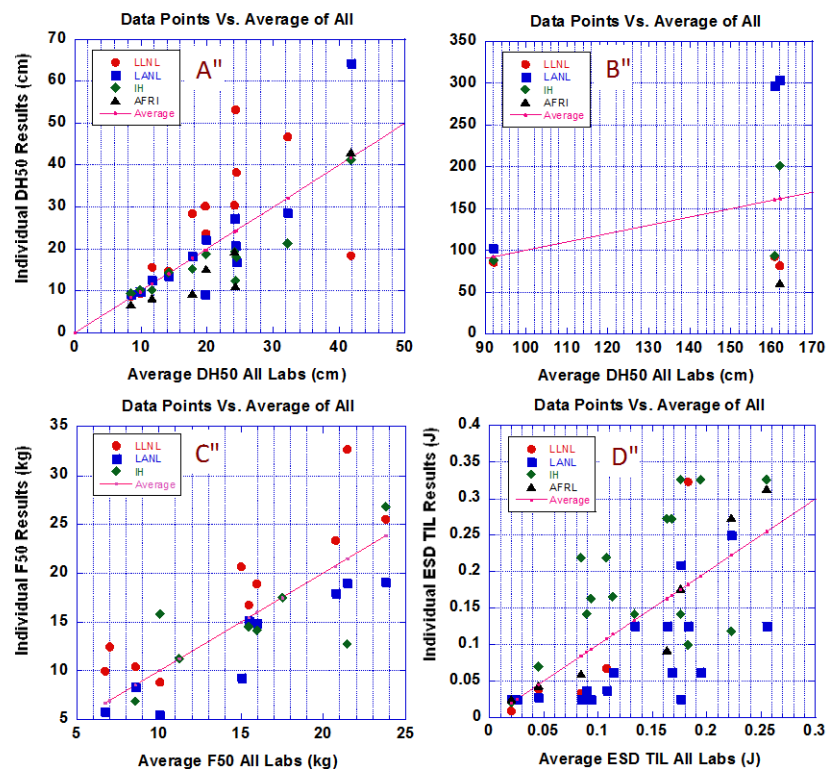 Data Points Vs. Average of All
Individual DH50 Results (cm)
70
60
50
40
30
20
10
0
LLNL
LANL
IH
AFRl
Average
A"
0 10 20 30 40 50
Average DH50 All Labs (cm)
Data Points Vs. Average of All
350
300
250
200
150
100
50
0
LLNL
LANL
IH
AFRl
Average
B"
90 100 110 120 130 140 150 160 170
Average DH50 All Labs (cm)
Data Points Vs. Average of All
Individual F50 Results (kg)
35
30
25
20
15
10
5
LLNL
LANL
IH
Average
C"
5 10 15 20 25
Average F50 All Labs (kg)
Data Points Vs. Average of All
Individual ESD TIL Results (J)
0.4
0.35
0.3
0.25
0.2
0.15
0.1
0.05
0
LLNL
LANL
IH
AFRL
Average
D"
0 0.05 0.1 0.15 0.2 0.25 0.3
Average ESD TIL All Labs (J)